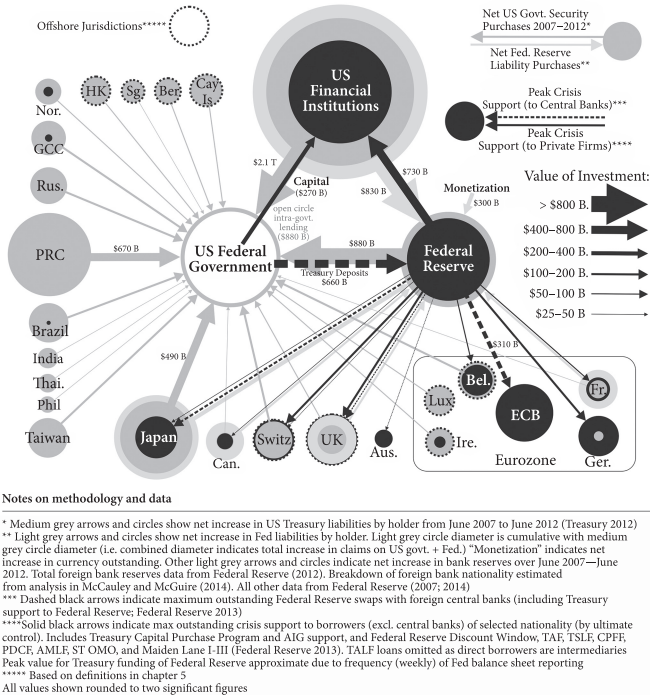 Offshore Jurisdictions*****
Net US Govt. Security
Purchases 2007–2012*
Net Fed. Reserve
Liability Purchases**
Peak Crisis
Support (to Central Banks)***
Peak Crisis
Support (to Private Firms)****
US
Financial
Institutions
Nor.
HK
Sg
Ber
Cay
Is
GCC
Rus.
PRC
Brazil
India
Thai.
Phil
Taiwan
$2.1 T
Capital
($270 B)
$730 B
$830 B
Monetization
$300 B
open circle
intra-govt.
lending
($880 B)
$670 B
US Federal
Government
$880 B
Treasury Deposits
$660 B
Federal
Reserve
Value of Investment:
> $800 B.
$400–800 B.
$200–400 B.
$100–200 B.
$50–100 B
$25–50 B
$490 B
$310 B
Japan
Can.
Switz
UK
Aus.
Lux
Ire.
Bel.
ECB
Fr.
Ger.
Eurozone
Notes on methodology and data
* Medium grey arrows and circles show net increase in US Treasury liabilities by holder from June 2007 to June 2012 (Treasury 2012)
** Light grey arrows and circles show net increase in Fed liabilities by holder. Light grey circle diameter is cumulative with medium
grey circle diameter (i.e. combined diameter indicates total increase in claims on US govt. + Fed.) “Monetization” indicates net
increase in currency outstanding. Other light grey arrows and circles indicate net increase in bank reserves over June 2007—June
2012. Total foreign bank reserves data from Federal Reserve (2012). Breakdown of foreign bank nationality estimated
from analysis in McCauley and McGuire (2014). All other data from Federal Reserve (2007; 2014)
*** Dashed black arrows indicate maximum outstanding Federal Reserve swaps with foreign central banks (including Treasury
support to Federal Reserve; Federal Reserve 2013)
****Solid black arrows indicate max outstanding crisis support to borrowers (excl. central banks) of selected nationality (by ultimate
control). Includes Treasury Capital Purchase Program and AIG support, and Federal Reserve Discount Window, TAF, TSLF, CPFF,
PDCF, AMLF, ST OMO, and Maiden Lane I-III (Federal Reserve 2013). TALF loans omitted as direct borrowers are intermediaries
Peak value for Treasury funding of Federal Reserve approximate due to frequency (weekly) of Fed balance sheet reporting
***** Based on definitions in chapter 5
All values shown rounded to two significant figures